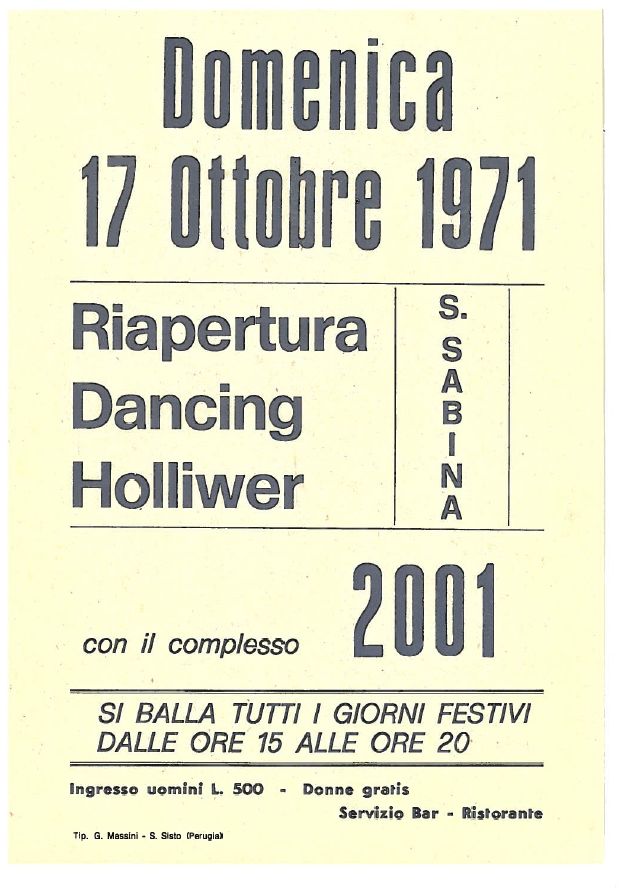 Domenica
17 Ottobre 1971
Riapertura
Dancing
Holliwer
S. SABINA
con il complesso 2001
SI BALLA TUTTI I GIORNI FESTIVI
DALLE ORE 15 ALLE ORE 20
Ingresso uomini L. 500 - Donne gratis
Servizio Bar - Ristorante
Tip. G. Massini - S. Sisto (Perugia)